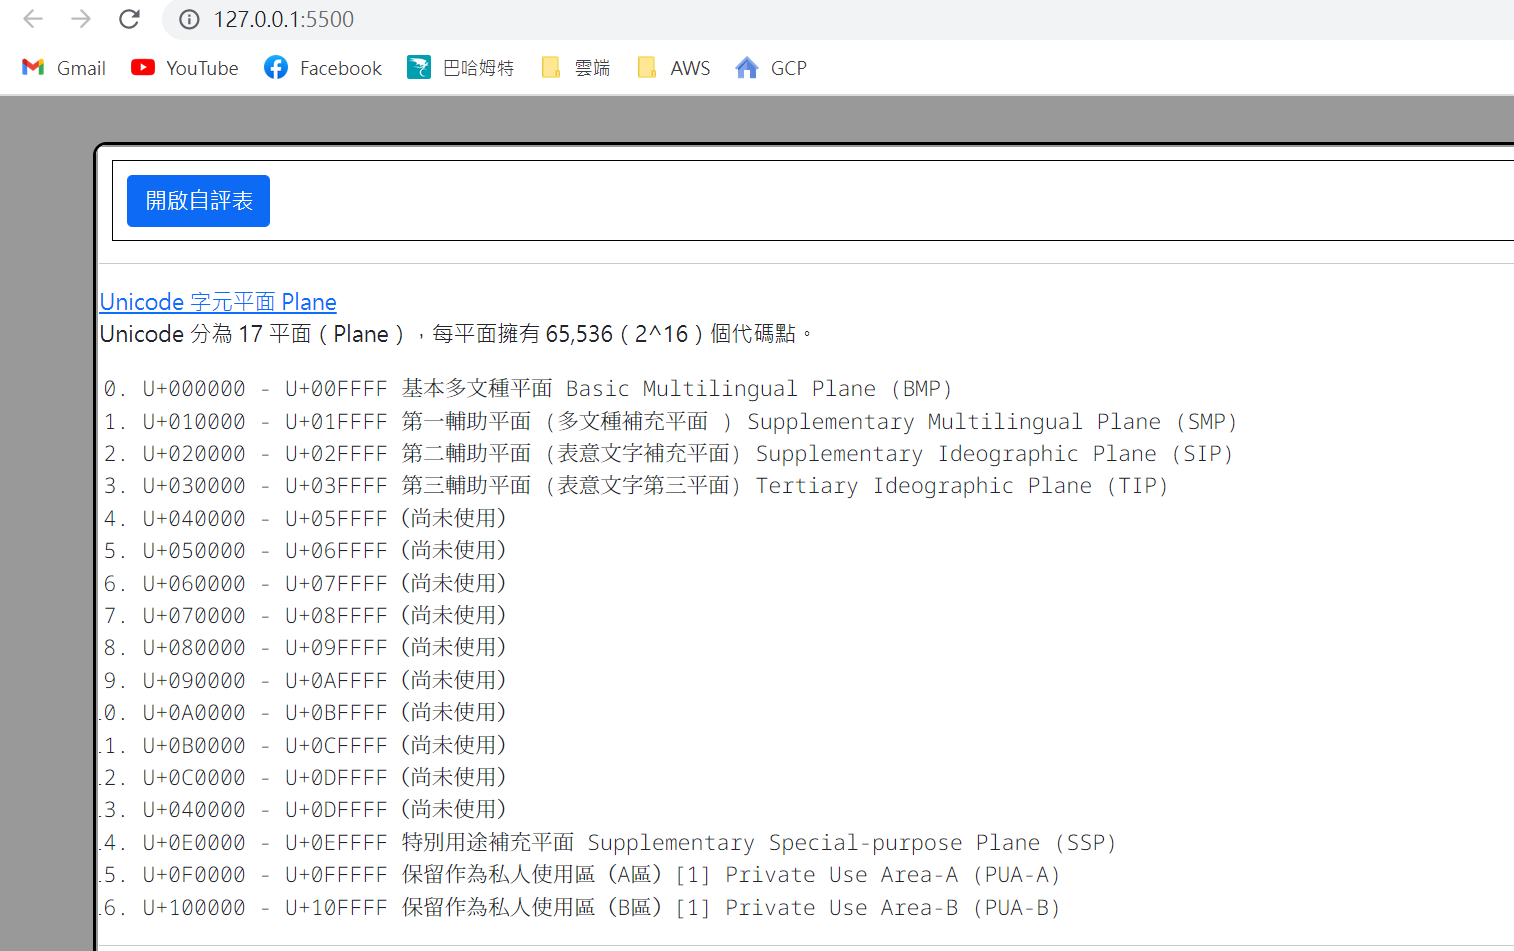 127.0.0.1:5500
Gmail YouTube Facebook 巴哈姆特 雲端 AWS GCP
開啟自評表
Unicode 字元平面 Plane
Unicode 分為 17 平面（Plane），每平面擁有 65,536（2^16）個代碼點。
0. U+000000 - U+00FFFF 基本多文種平面 Basic Multilingual Plane (BMP)
1. U+010000 - U+01FFFF 第一輔助平面 (多文種補充平面 ) Supplementary Multilingual Plane (SMP)
2. U+020000 - U+02FFFF 第二輔助平面 (表意文字補充平面) Supplementary Ideographic Plane (SIP)
3. U+030000 - U+03FFFF 第三輔助平面 (表意文字第三平面) Tertiary Ideographic Plane (TIP)
4. U+040000 - U+05FFFF (尚未使用)
5. U+050000 - U+06FFFF (尚未使用)
6. U+060000 - U+07FFFF (尚未使用)
7. U+070000 - U+08FFFF (尚未使用)
8. U+080000 - U+09FFFF (尚未使用)
9. U+090000 - U+0AFFFF (尚未使用)
.0. U+0A0000 - U+0BFFFF (尚未使用)
.1. U+0B0000 - U+0CFFFF (尚未使用)
.2. U+0C0000 - U+0DFFFF (尚未使用)
.3. U+040000 - U+0DFFFF (尚未使用)
.4. U+0E0000 - U+0EFFFF 特別用途補充平面 Supplementary Special-purpose Plane (SSP)
.5. U+0F0000 - U+0FFFFF 保留作為私人使用區（A區）[1] Private Use Area-A (PUA-A)
.6. U+100000 - U+10FFFF 保留作為私人使用區（B區）[1] Private Use Area-B (PUA-B)